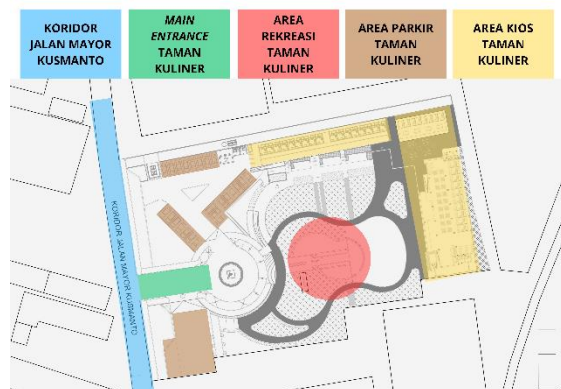 KORIDOR
JALAN MAYOR
KUSMANTO
MAIN
ENTRANCE
TAMAN
KULINER
AREA
REKREASI
TAMAN
KULINER
AREA PARKIR
TAMAN
KULINER
AREA KIOS
TAMAN
KULINER
KORIDOR JALAN MAYOR KUSMANTO